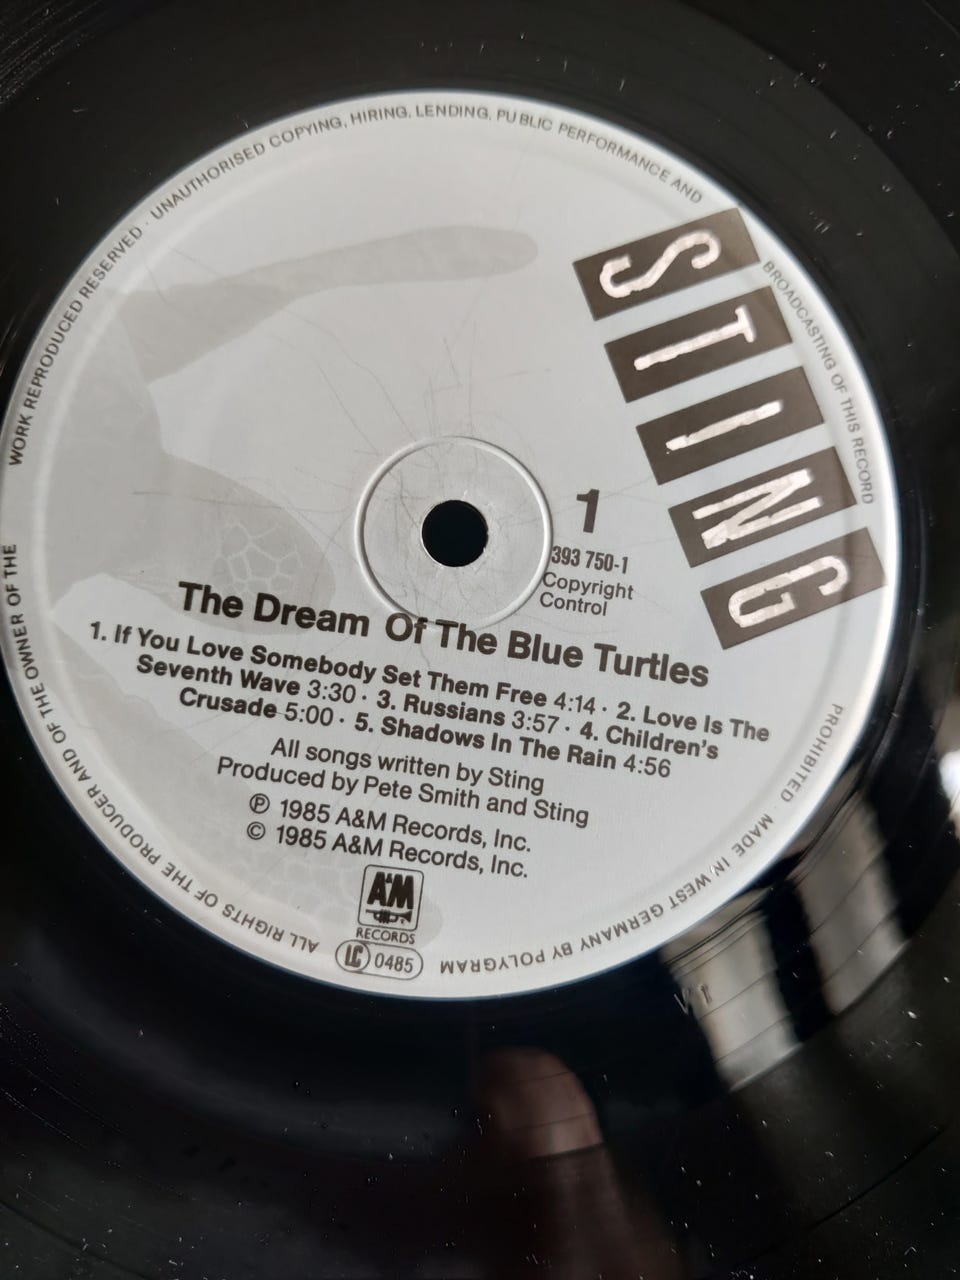 WORK REPRODUCED RESERVED · UNAUTHORISED COPYING, HIRING, LENDING, PUBLIC PERFORMANCE AND BROADCASTING OF THIS RECORD PROHIBITED · MADE IN WEST GERMANY BY POLYGRAM
ALL RIGHTS OF THE PRODUCER AND OF THE OWNER OF THE
STING
1
393 750-1
Copyright
Control
The Dream Of The Blue Turtles
1. If You Love Somebody Set Them Free 4:14 · 2. Love Is The
Seventh Wave 3:30 · 3. Russians 3:57 · 4. Children's
Crusade 5:00 · 5. Shadows In The Rain 4:56
All songs written by Sting
Produced by Pete Smith and Sting
℗ 1985 A&M Records, Inc.
© 1985 A&M Records, Inc.
A&M
RECORDS
LC 0485